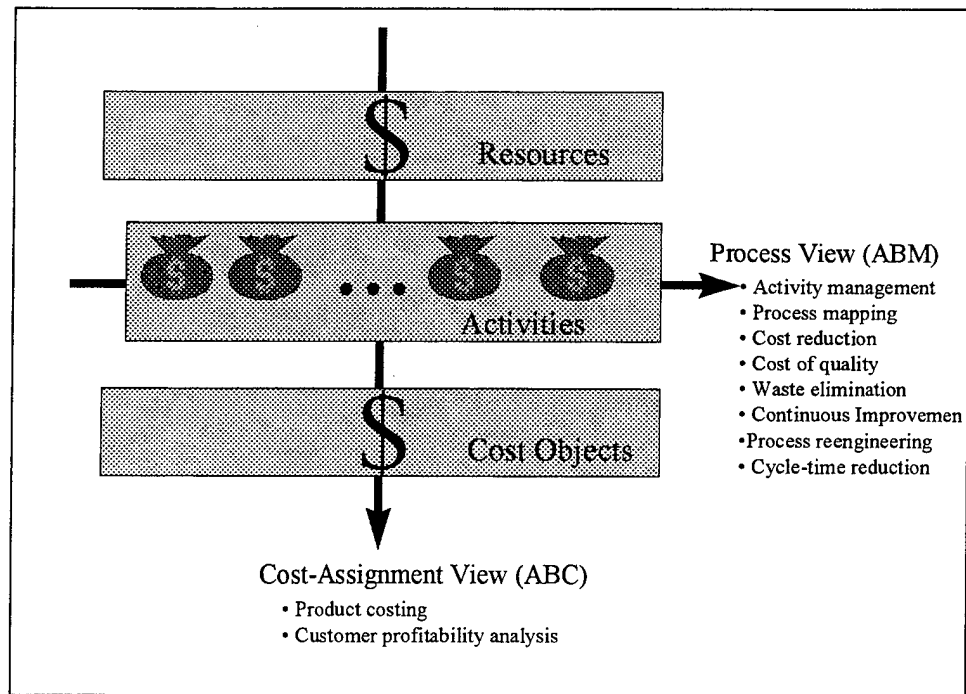 $
Resources
$ $ ... $ $
Activities
Process View (ABM)
• Activity management
• Process mapping
• Cost reduction
• Cost of quality
• Waste elimination
• Continuous Improvemen
•Process reengineering
• Cycle-time reduction
$
Cost Objects
Cost-Assignment View (ABC)
• Product costing
• Customer profitability analysis